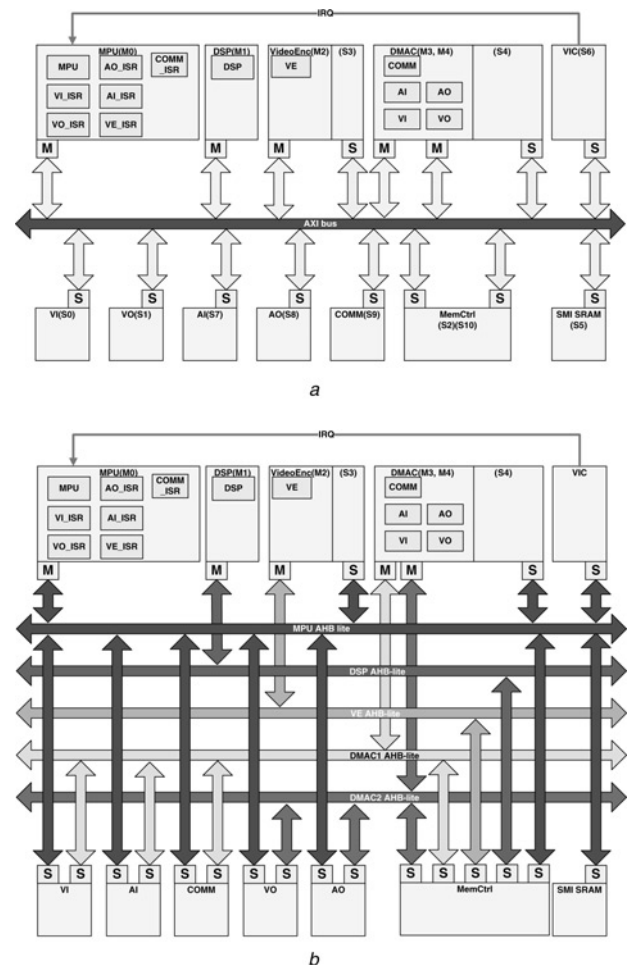 IRQ
MPU(M0) DSP(M1) VideoEnc(M2) (S3) DMAC(M3, M4) (S4) VIC(S6)
MPU AO_ISR COMM _ISR DSP VE COMM
VI_ISR AI_ISR AI AO
VO_ISR VE_ISR VI VO
M M M S M M S S
AXI bus
S S S S S S S S
VI(S0) VO(S1) AI(S7) AO(S8) COMM(S9) MemCtrl (S2)(S10) SMI SRAM (S5)
a
IRQ
MPU(M0) DSP(M1) VideoEnc(M2) (S3) DMAC(M3, M4) (S4) VIC
MPU AO_ISR COMM _ISR DSP VE COMM
VI_ISR AI_ISR AI AO
VO_ISR VE_ISR VI VO
M M M S M M S S
MPU AHB lite
DSP AHB-lite
VE AHB-lite
DMAC1 AHB-lite
DMAC2 AHB-lite
S S S S S S S S S S S S S S S S
VI AI COMM VO AO MemCtrl SMI SRAM
b